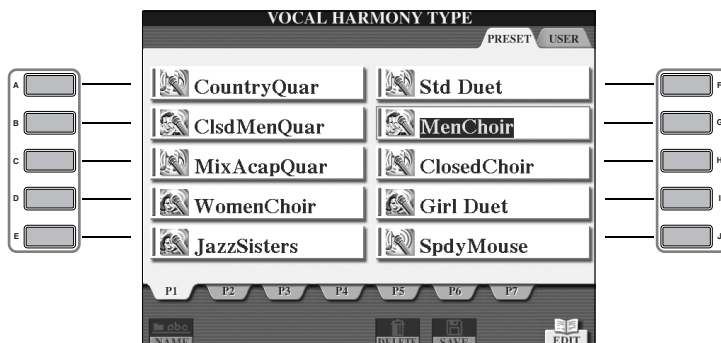 VOCAL HARMONY TYPE
PRESET USER
A CountryQuar Std Duet F
B ClsdMenQuar MenChoir G
C MixAcapQuar ClosedChoir H
D WomenChoir Girl Duet I
E JazzSisters SpdyMouse J
P1 P2 P3 P4 P5 P6 P7
abc
NAME DELETE SAVE EDIT